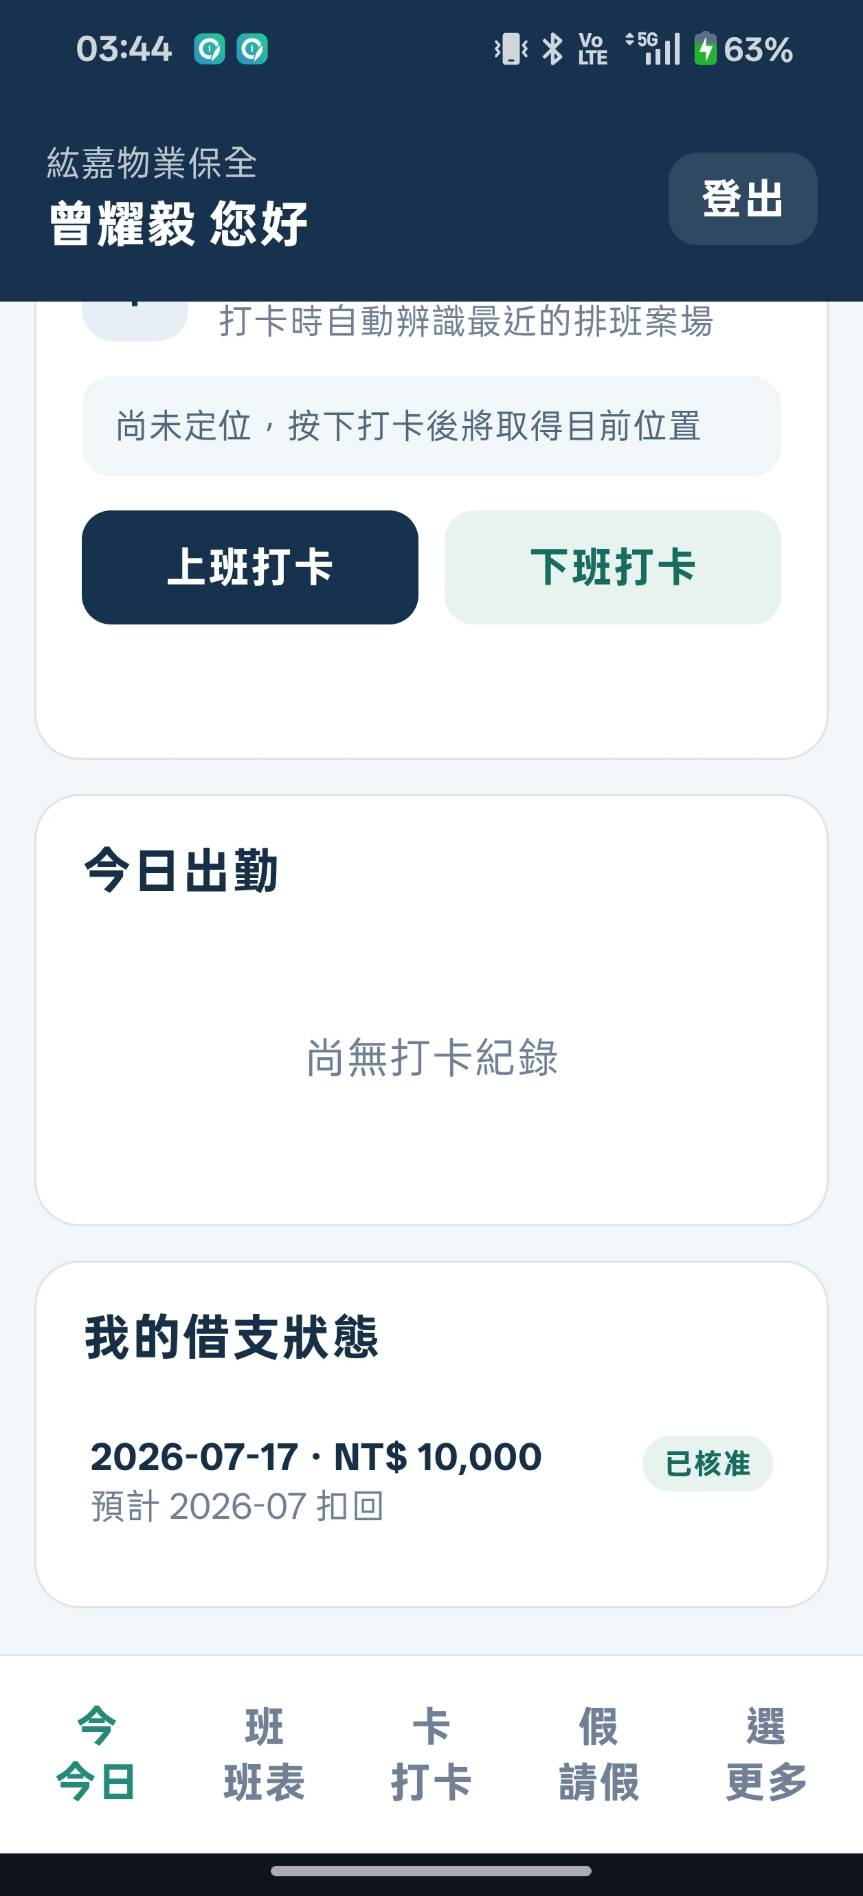 03:44
Vo
LTE
5G
63%
紘嘉物業保全
曾耀毅 您好
登出
打卡時自動辨識最近的排班案場
尚未定位，按下打卡後將取得目前位置
上班打卡
下班打卡
今日出勤
尚無打卡紀錄
我的借支狀態
2026-07-17 · NT$ 10,000
已核准
預計 2026-07 扣回
今
今日
班
班表
卡
打卡
假
請假
選
更多